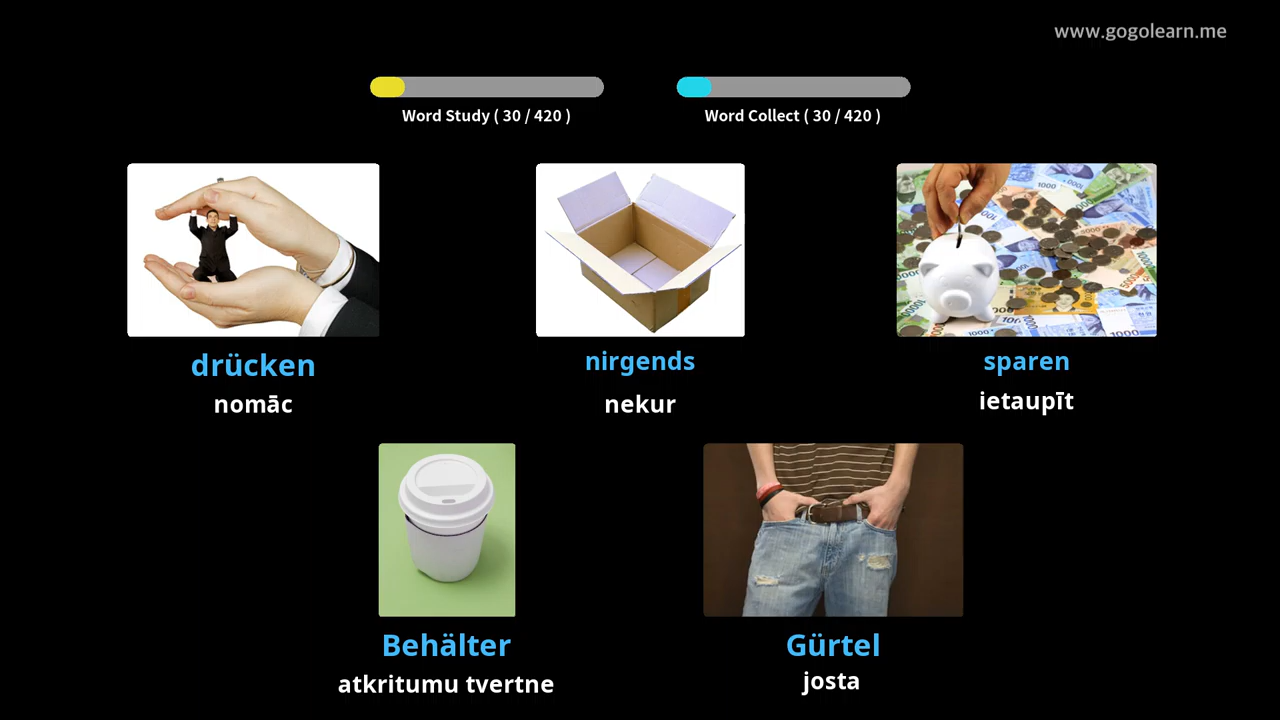 www.gogolearn.me
Word Study ( 30 / 420 )
Word Collect ( 30 / 420 )
drücken
nomāc
nirgends
nekur
sparen
ietaupīt
Behälter
atkritumu tvertne
Gürtel
josta